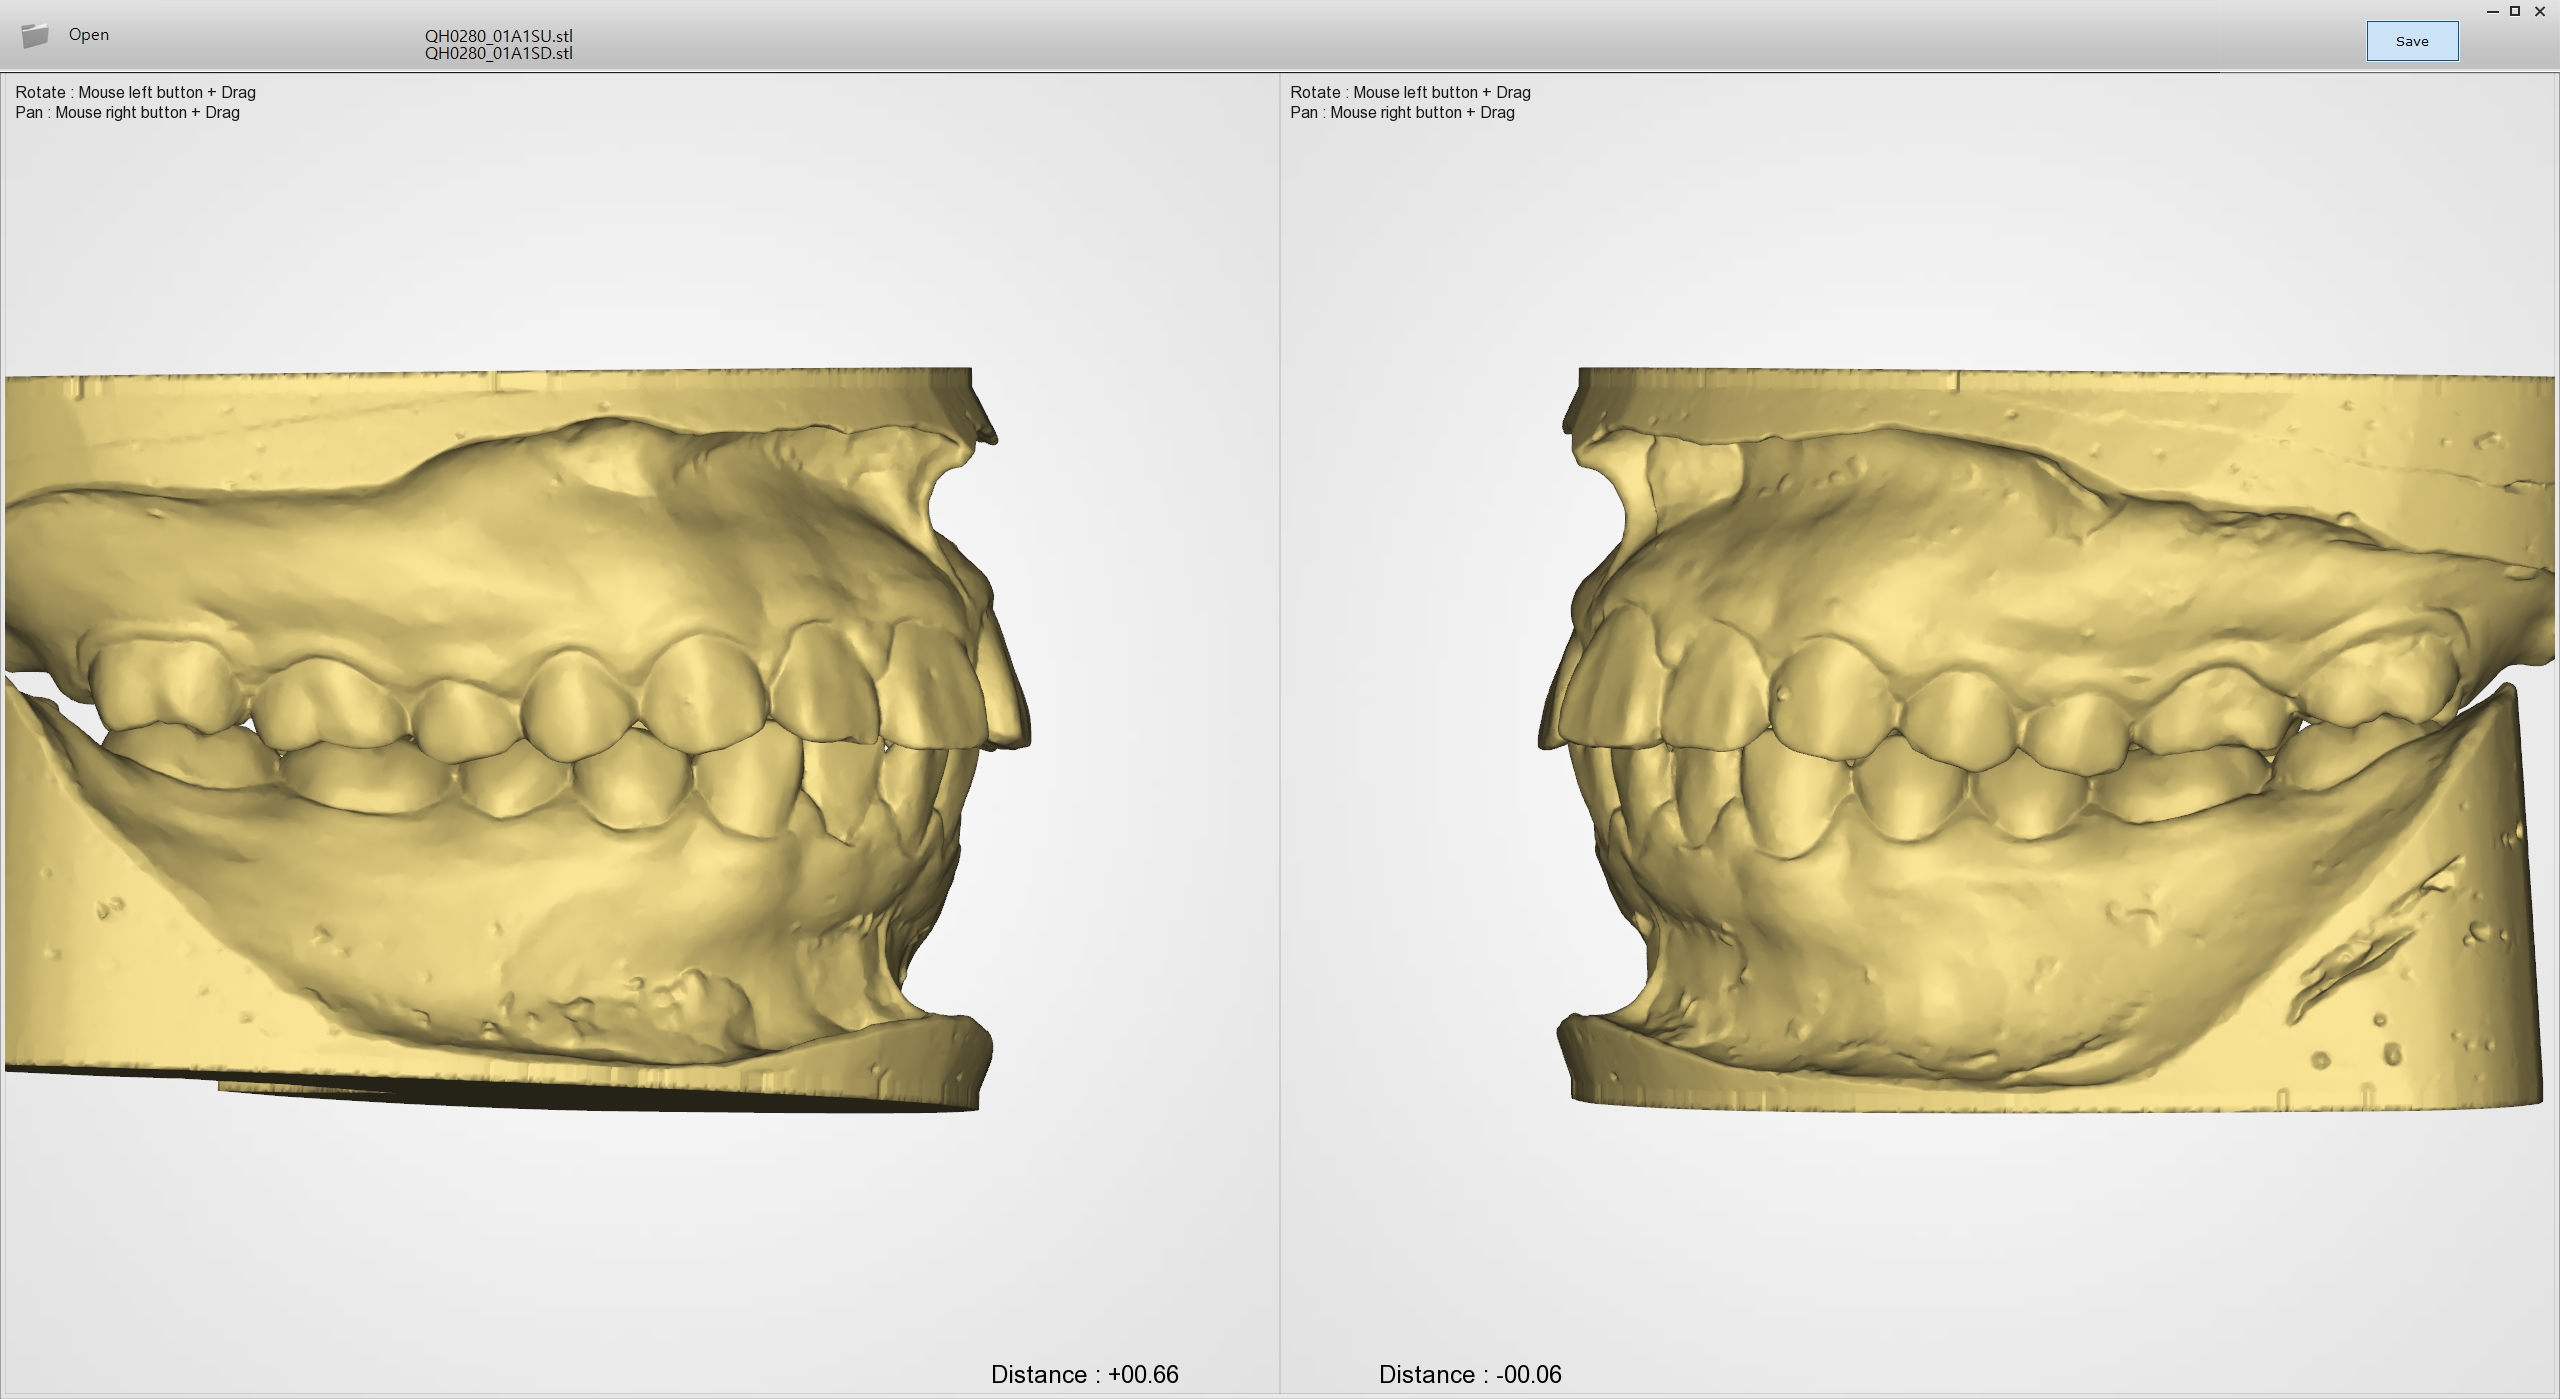 Open
QH0280_01A1SU.stl
QH0280_01A1SD.stl
Save
Rotate : Mouse left button + Drag
Pan : Mouse right button + Drag
Rotate : Mouse left button + Drag
Pan : Mouse right button + Drag
Distance : +00.66
Distance : -00.06